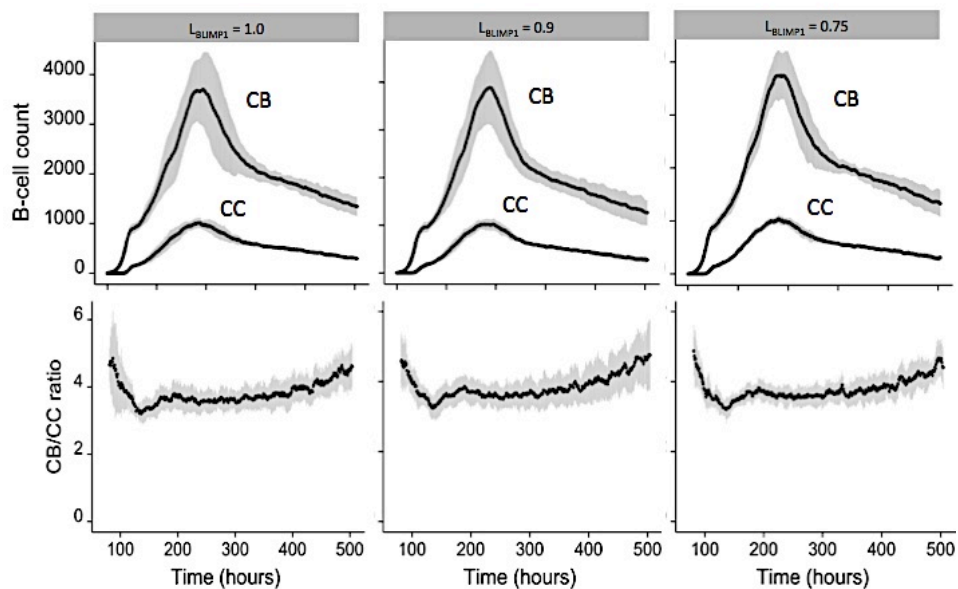 L_BLIMP1 = 1.0
L_BLIMP1 = 0.9
L_BLIMP1 = 0.75
B-cell count
4000
3000
2000
1000
0
CB
CC
CB
CC
CB
CC
CB/CC ratio
6
4
2
0
100 200 300 400 500
Time (hours)
100 200 300 400 500
Time (hours)
100 200 300 400 500
Time (hours)